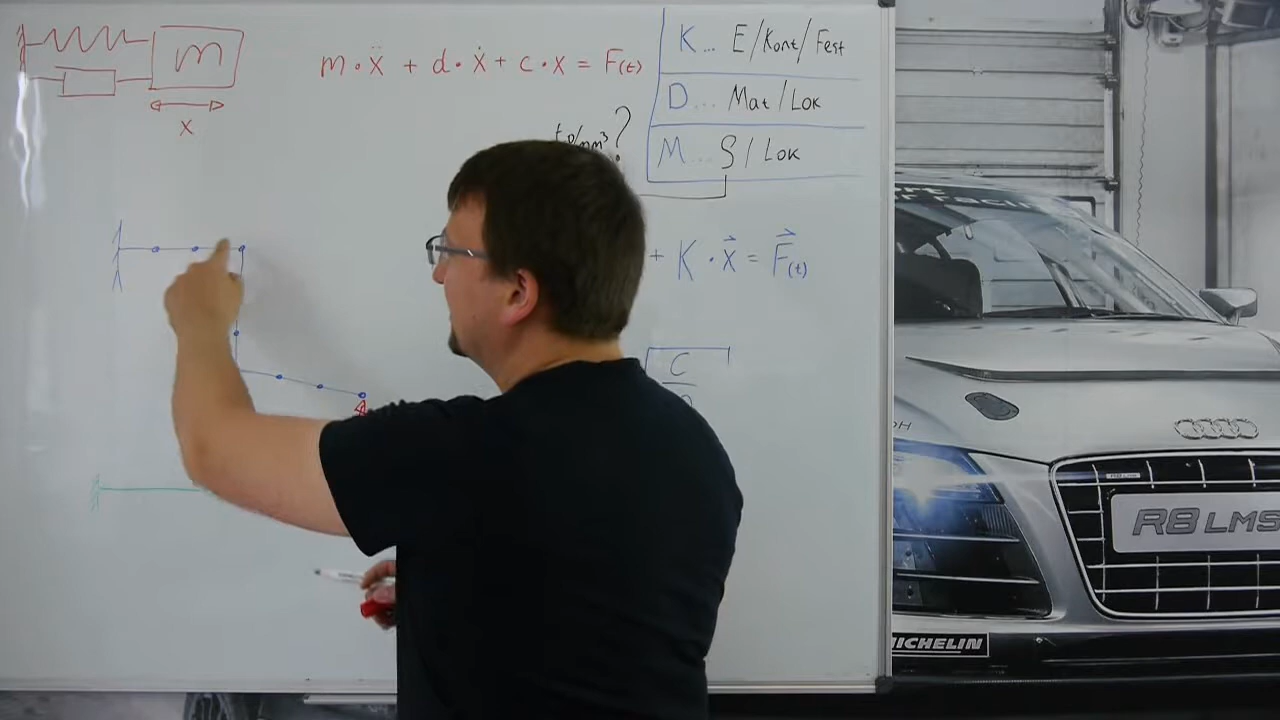 m
x
m·ẍ + d·ẋ + c·x = F(t)
K... E/Kont/Fest
D... Mat/Lok
M... S/Lok
?
+ K·x⃗ = F⃗(t)
C
R8 LMS
MICHELIN